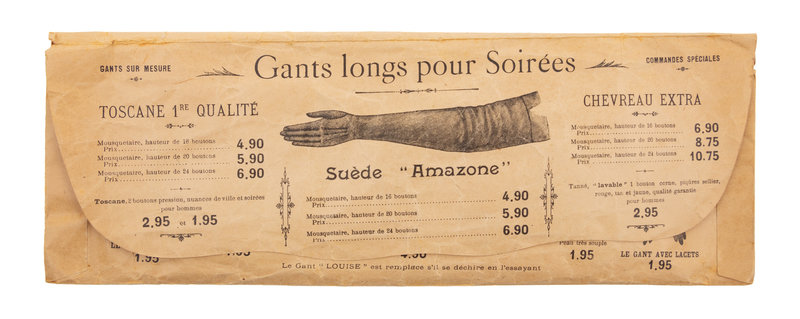 GANTS SUR MESURE
Gants longs pour Soirées
COMMANDES SPÉCIALES
TOSCANE 1RE QUALITÉ
Mousquetaire, hauteur de 16 boutons
Prix 4.90
Mousquetaire, hauteur de 20 boutons
Prix 5.90
Mousquetaire, hauteur de 24 boutons
Prix 6.90
Toscane, 2 boutons pression, nuances de ville et soirées
pour hommes
2,95 et 1.95
Suède "Amazone"
Mousquetaire, hauteur de 16 boutons
Prix 4.90
Mousquetaire, hauteur de 20 boutons
Prix 5.90
Mousquetaire, hauteur de 24 boutons
Prix 6.90
CHEVREAU EXTRA
Mousquetaire, hauteur de 16 boutons
Prix 6.90
Mousquetaire, hauteur de 20 boutons
Prix 8.75
Mousquetaire, hauteur de 24 boutons
Prix 10.75
Tanné, "lavable" 1 bouton corne, piqûres sellier,
rouge, et jaune, qualité garantie
pour hommes
2,95
LE
1.95
4.90
Peau très souple
1.95
LE GANT AVEC LACETS
1.95
Le Gant "LOUISE" est remplacé s'il se déchire en l'essayant